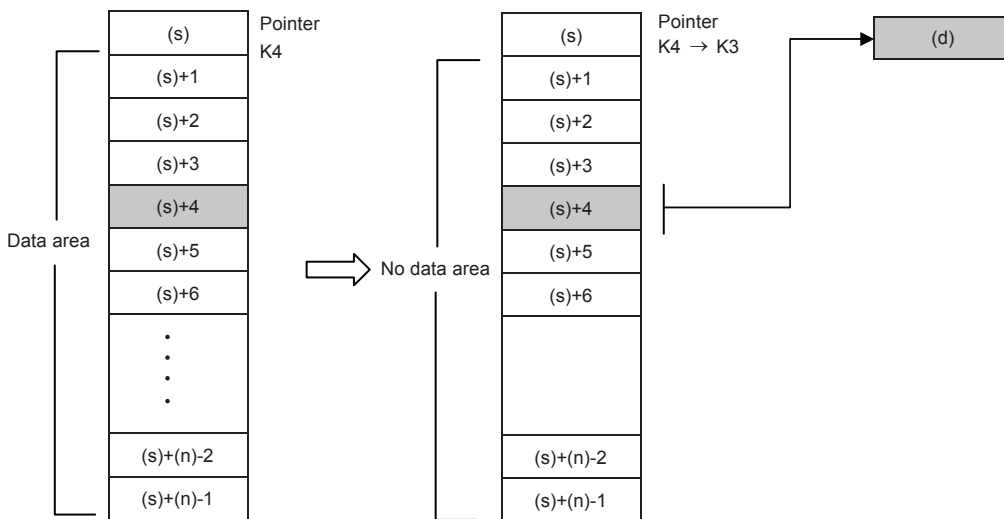 (s)
Pointer
K4
(s)+1
(s)+2
(s)+3
(s)+4
(s)+5
(s)+6
(s)+(n)-2
(s)+(n)-1
Data area
(s)
Pointer
K4 → K3
(s)+1
(s)+2
(s)+3
(s)+4
(s)+5
(s)+6
(s)+(n)-2
(s)+(n)-1
No data area
(d)